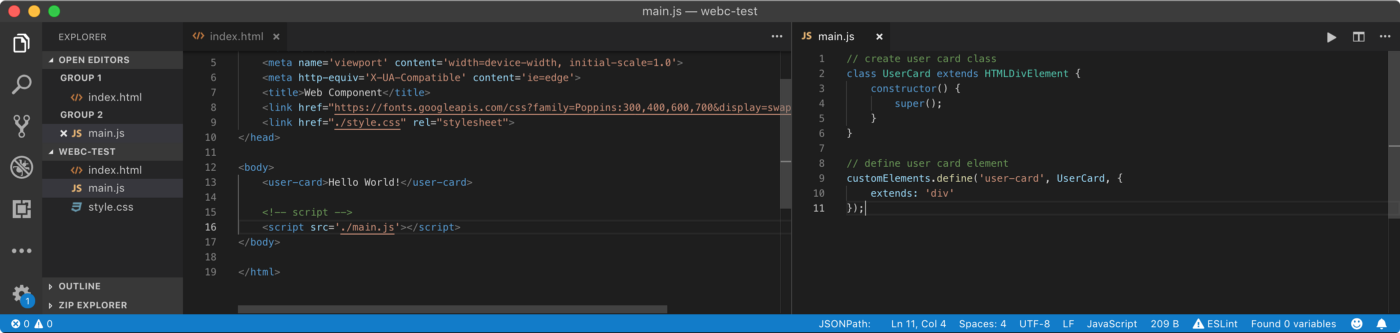 main.js — webc-test
EXPLORER
OPEN EDITORS
GROUP 1
index.html
GROUP 2
JS main.js
WEBC-TEST
index.html
JS main.js
style.css
OUTLINE
ZIP EXPLORER
1
index.html
5 <meta name='viewport' content='width=device-width, initial-scale=1.0'>
6 <meta http-equiv='X-UA-Compatible' content='ie=edge'>
7 <title>Web Component</title>
8 <link href="https://fonts.googleapis.com/css?family=Poppins:300,400,600,700&display=swap
9 <link href="./style.css" rel="stylesheet">
10 </head>
11
12 <body>
13 <user-card>Hello World!</user-card>
14
15 <!-- script -->
16 <script src='./main.js'></script>
17 </body>
18
19 </html>
JS main.js
1 // create user card class
2 class UserCard extends HTMLDivElement {
3 constructor() {
4 super();
5 }
6 }
7
8 // define user card element
9 customElements.define('user-card', UserCard, {
10 extends: 'div'
11 });
0 0
JSONPath: Ln 11, Col 4 Spaces: 4 UTF-8 LF JavaScript 209 B ESLint Found 0 variables